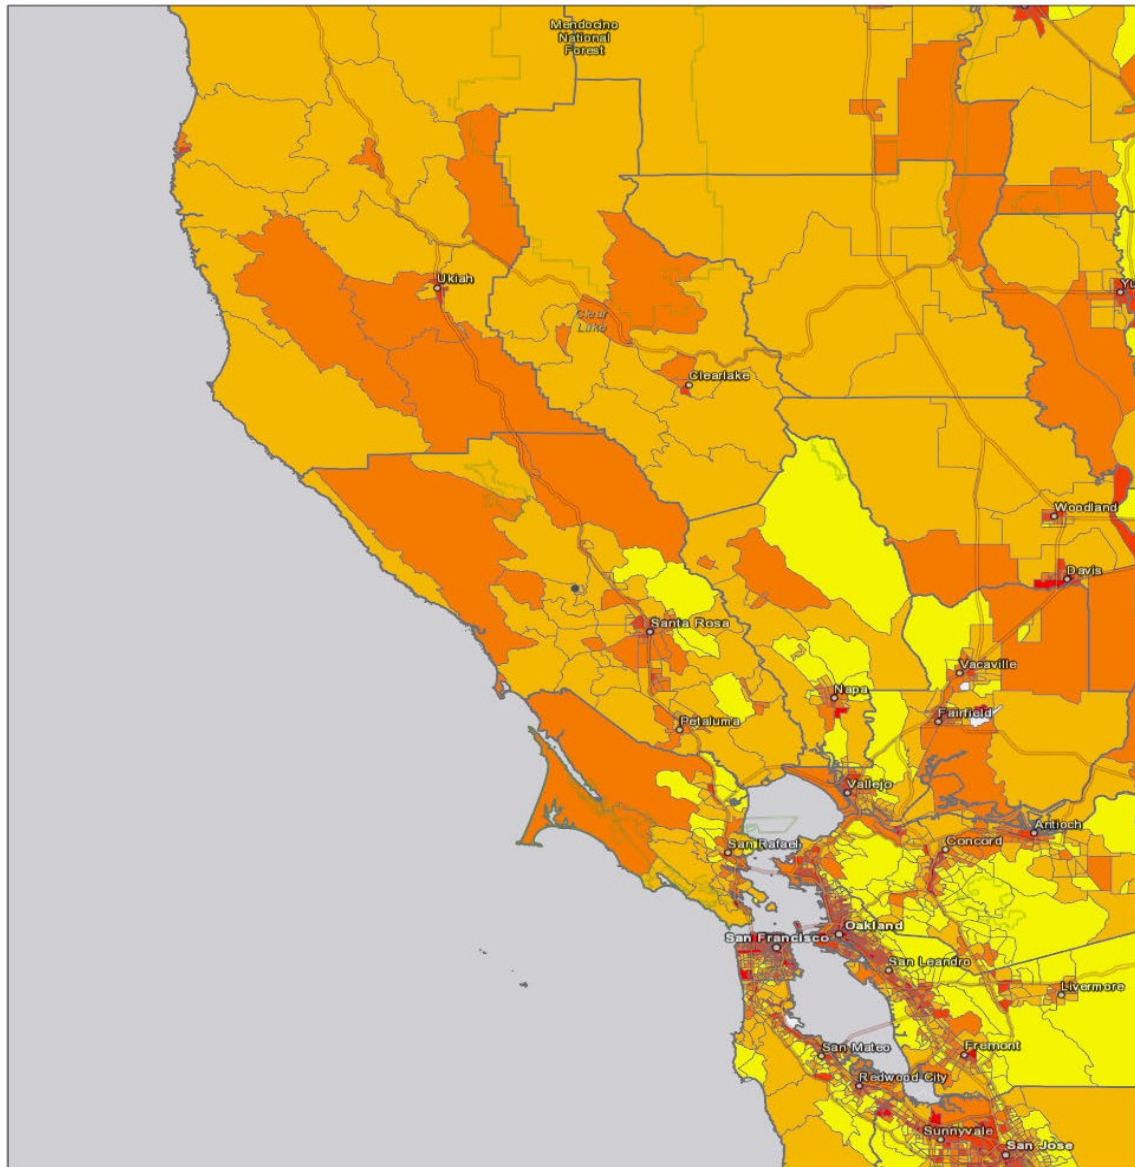 Mendocino
National
Forest
Ukiah
Yu
Clear
Lake
Clearlake
Woodland
Davis
Santa Rosa
Vacaville
Napa
Fairfield
Petaluma
Vallejo
Antioch
San Rafael
Concord
Oakland
San Francisco
San Leandro
Livermore
San Mateo
Fremont
Redwood City
Sunnyvale
San Jose